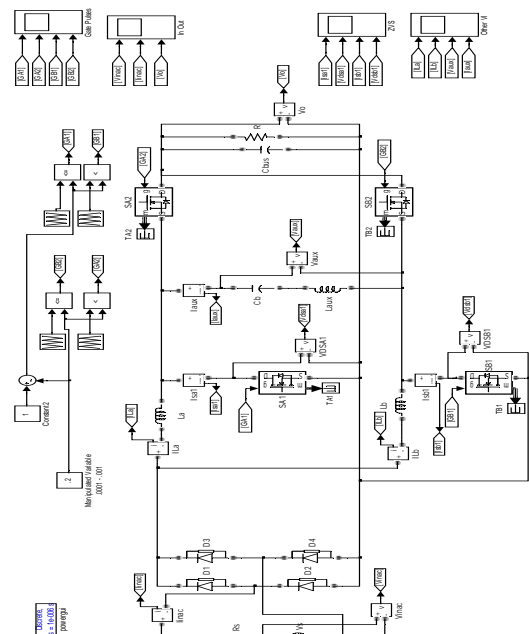 Gate Pulses
In Out
ZVS
Other VI
[GA1]
[GA2]
[GB1]
[GB2]
[Vinac]
[Iinac]
[Vo]
[Isa1]
[Vdsa1]
[Isb1]
[Vdsb1]
[ILa]
[ILb]
[Vaux]
[Iaux]
[Vo]
Vo
R
Cbus
[GA1]
[GB1]
[GA2]
SA2
TA2
[GB2]
SB2
TB2
[GB2]
[GA2]
[Vaux]
Vaux
Iaux
[Iaux]
Cb
Laux
[Vdsa1]
VDSA1
Isa1
[Isa1]
[GA1]
SA1
TA1
[Vdsb1]
VDSB1
Isb1
[Isb1]
[GB1]
SB1
TB1
1
Constant2
.2
Manipulated Variable
.0001 - .001
[ILa]
ILa
La
[ILb]
ILb
Lb
D3
D4
D1
D2
[Iinac]
Iinac
[Vinac]
Vinac
Rs
Vs
Discrete,
s = 1e-006 s
powergui